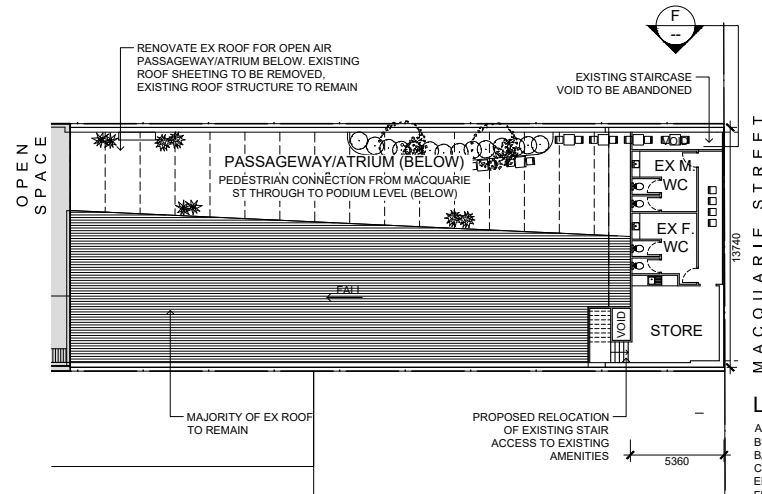 RENOVATE EX ROOF FOR OPEN AIR
PASSAGEWAY/ATRIUM BELOW. EXISTING
ROOF SHEETING TO BE REMOVED,
EXISTING ROOF STRUCTURE TO REMAIN
F
--
EXISTING STAIRCASE
VOID TO BE ABANDONED
OPEN
SPACE
PASSAGEWAY/ATRIUM (BELOW)
PEDESTRIAN CONNECTION FROM MACQUARIE
ST THROUGH TO PODIUM LEVEL (BELOW)
VOID
EX M.
WC
EX F.
WC
13740
MACQUARIE STREET
FALL
VOID
STORE
MAJORITY OF EX ROOF
TO REMAIN
PROPOSED RELOCATION
OF EXISTING STAIR
ACCESS TO EXISTING
AMENITIES
5360
L